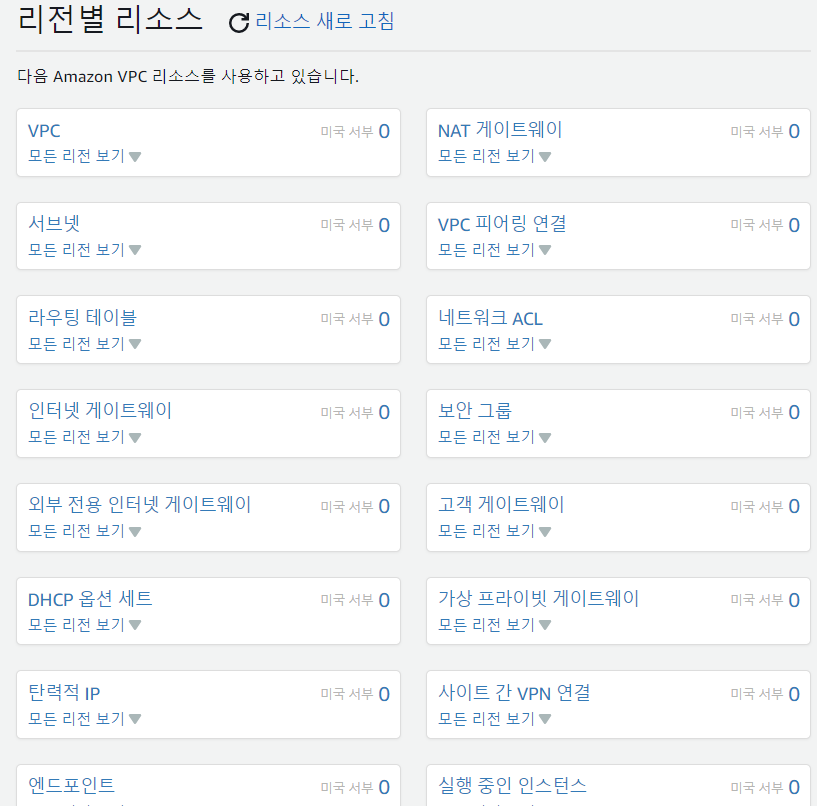 리전별 리소스 리소스 새로 고침
다음 Amazon VPC 리소스를 사용하고 있습니다.
VPC 미국 서부 0
모든 리전 보기
NAT 게이트웨이 미국 서부 0
모든 리전 보기
서브넷 미국 서부 0
모든 리전 보기
VPC 피어링 연결 미국 서부 0
모든 리전 보기
라우팅 테이블 미국 서부 0
모든 리전 보기
네트워크 ACL 미국 서부 0
모든 리전 보기
인터넷 게이트웨이 미국 서부 0
모든 리전 보기
보안 그룹 미국 서부 0
모든 리전 보기
외부 전용 인터넷 게이트웨이 미국 서부 0
모든 리전 보기
고객 게이트웨이 미국 서부 0
모든 리전 보기
DHCP 옵션 세트 미국 서부 0
모든 리전 보기
가상 프라이빗 게이트웨이 미국 서부 0
모든 리전 보기
탄력적 IP 미국 서부 0
모든 리전 보기
사이트 간 VPN 연결 미국 서부 0
모든 리전 보기
엔드포인트 미국 서부 0
실행 중인 인스턴스 미국 서부 0